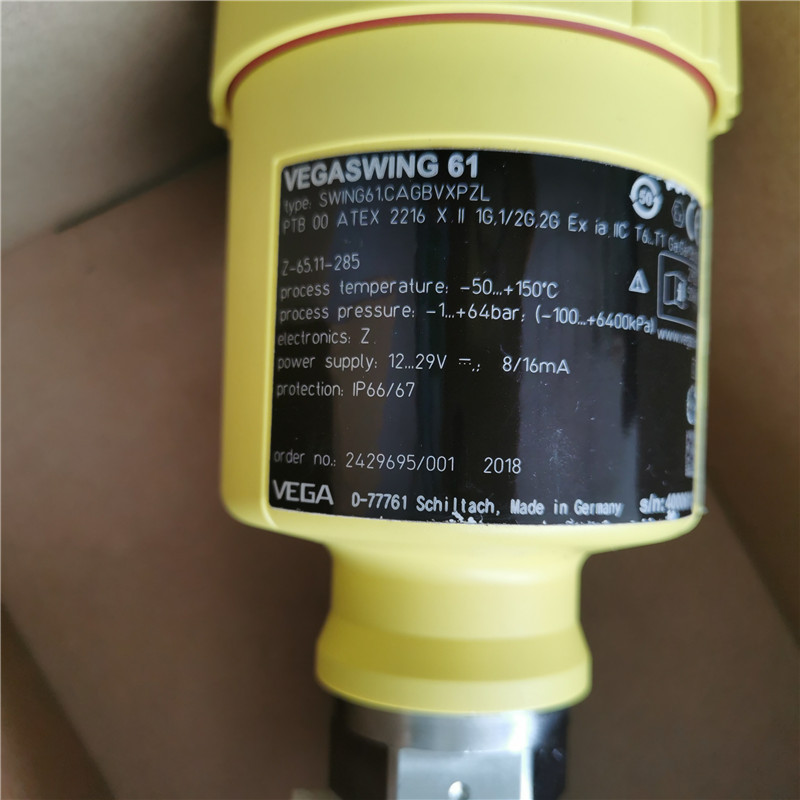 VEGASWING 61
type: SWING61.CAGBVXPZL
PTB 00 ATEX 2216 X II 1G,1/2G,2G Ex ia IIC T6...T1
50
Z-65.11-285
process temperature: -50...+150°C
process pressure: -1...+64bar; (-100...+6400kPa)
electronics: Z
power supply: 12...29V ⎓; 8/16mA
protection: IP66/67
order no.: 2429695/001 2018
VEGA D-77761 Schiltach, Made in Germany s/n: